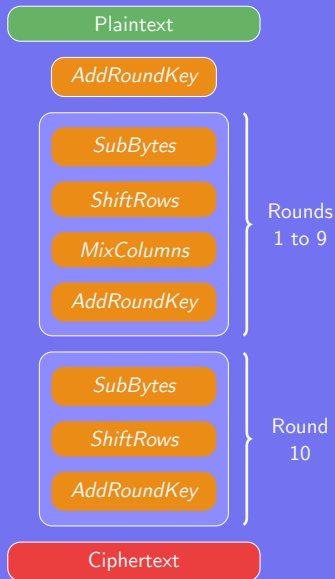 Plaintext
AddRoundKey
SubBytes
ShiftRows
MixColumns
AddRoundKey
Rounds
1 to 9
SubBytes
ShiftRows
AddRoundKey
Round
10
Ciphertext